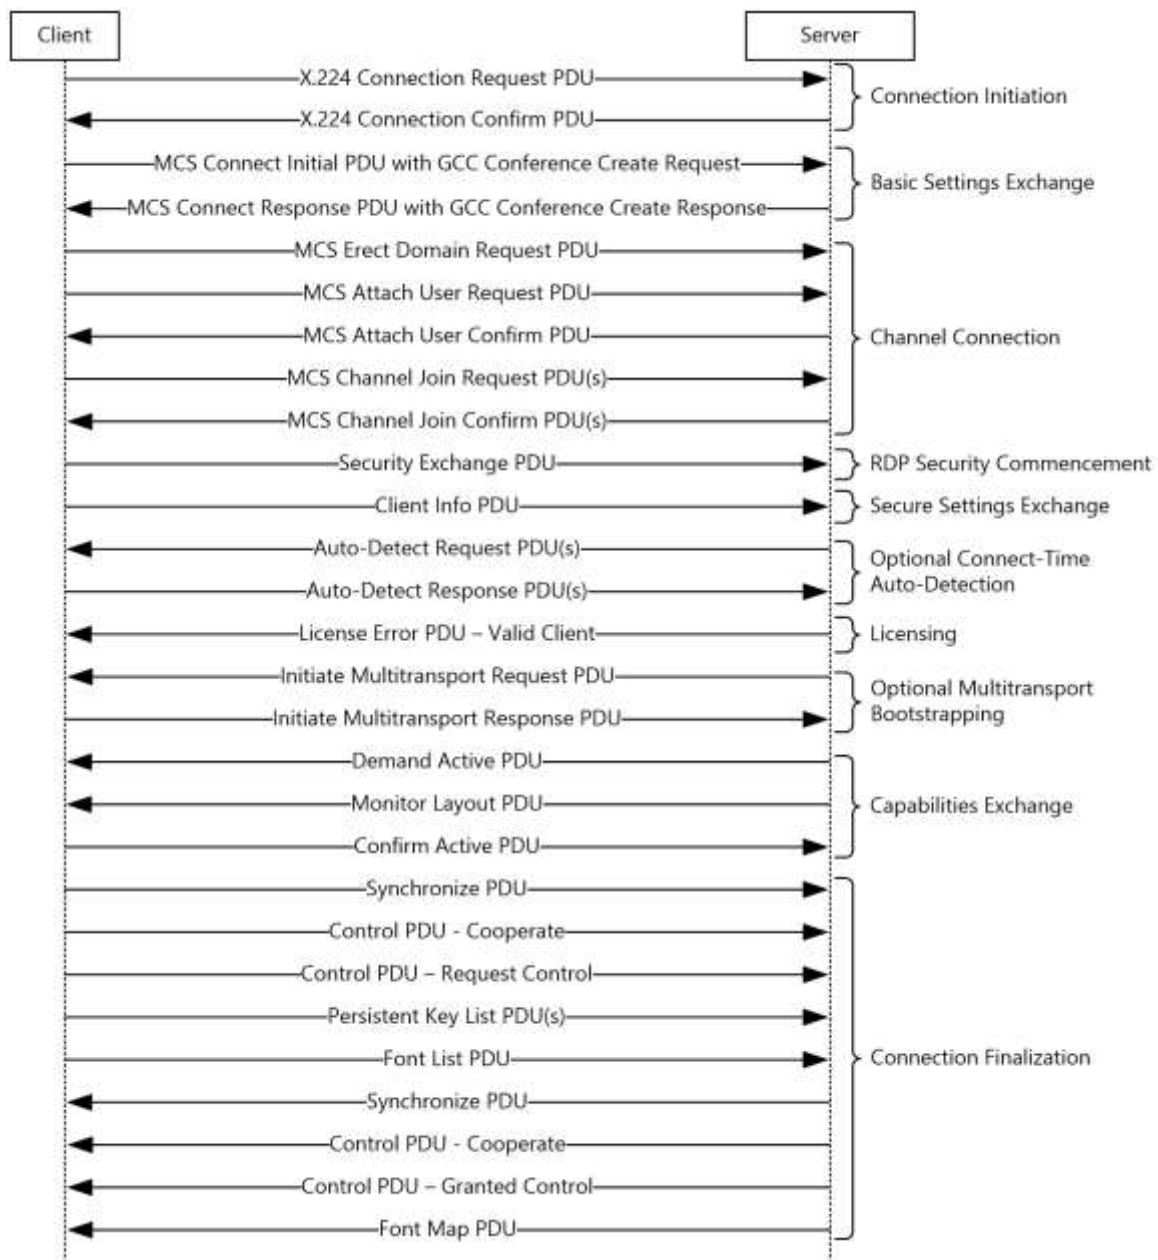 Client
Server
X.224 Connection Request PDU
Connection Initiation
X.224 Connection Confirm PDU
MCS Connect Initial PDU with GCC Conference Create Request
Basic Settings Exchange
MCS Connect Response PDU with GCC Conference Create Response
MCS Erect Domain Request PDU
MCS Attach User Request PDU
MCS Attach User Confirm PDU
Channel Connection
MCS Channel Join Request PDU(s)
MCS Channel Join Confirm PDU(s)
Security Exchange PDU
RDP Security Commencement
Client Info PDU
Secure Settings Exchange
Auto-Detect Request PDU(s)
Optional Connect-Time
Auto-Detection
Auto-Detect Response PDU(s)
License Error PDU – Valid Client
Licensing
Initiate Multitransport Request PDU
Optional Multitransport
Bootstrapping
Initiate Multitransport Response PDU
Demand Active PDU
Monitor Layout PDU
Capabilities Exchange
Confirm Active PDU
Synchronize PDU
Control PDU - Cooperate
Control PDU – Request Control
Persistent Key List PDU(s)
Font List PDU
Connection Finalization
Synchronize PDU
Control PDU - Cooperate
Control PDU – Granted Control
Font Map PDU